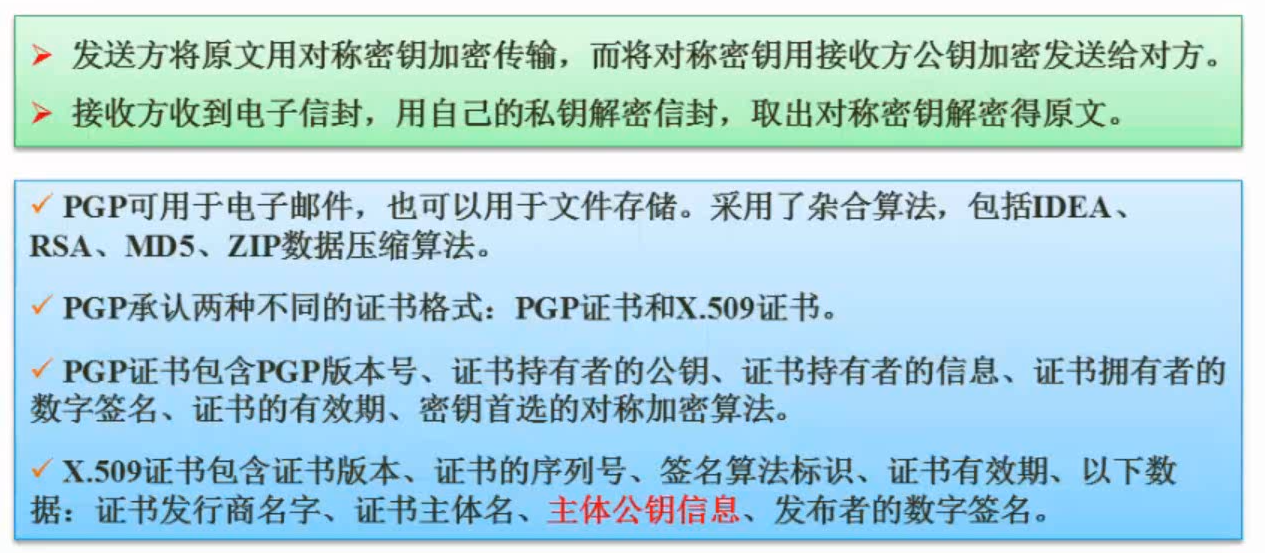 ➢ 发送方将原文用对称密钥加密传输，而将对称密钥用接收方公钥加密发送给对方。
➢ 接收方收到电子信封，用自己的私钥解密信封，取出对称密钥解密得原文。
✓ PGP可用于电子邮件，也可以用于文件存储。采用了杂合算法，包括IDEA、
RSA、MD5、ZIP数据压缩算法。
✓ PGP承认两种不同的证书格式：PGP证书和X.509证书。
✓ PGP证书包含PGP版本号、证书持有者的公钥、证书持有者的信息、证书拥有者的
数字签名、证书的有效期、密钥首选的对称加密算法。
✓ X.509证书包含证书版本、证书的序列号、签名算法标识、证书有效期、以下数
据：证书发行商名字、证书主体名、主体公钥信息、发布者的数字签名。